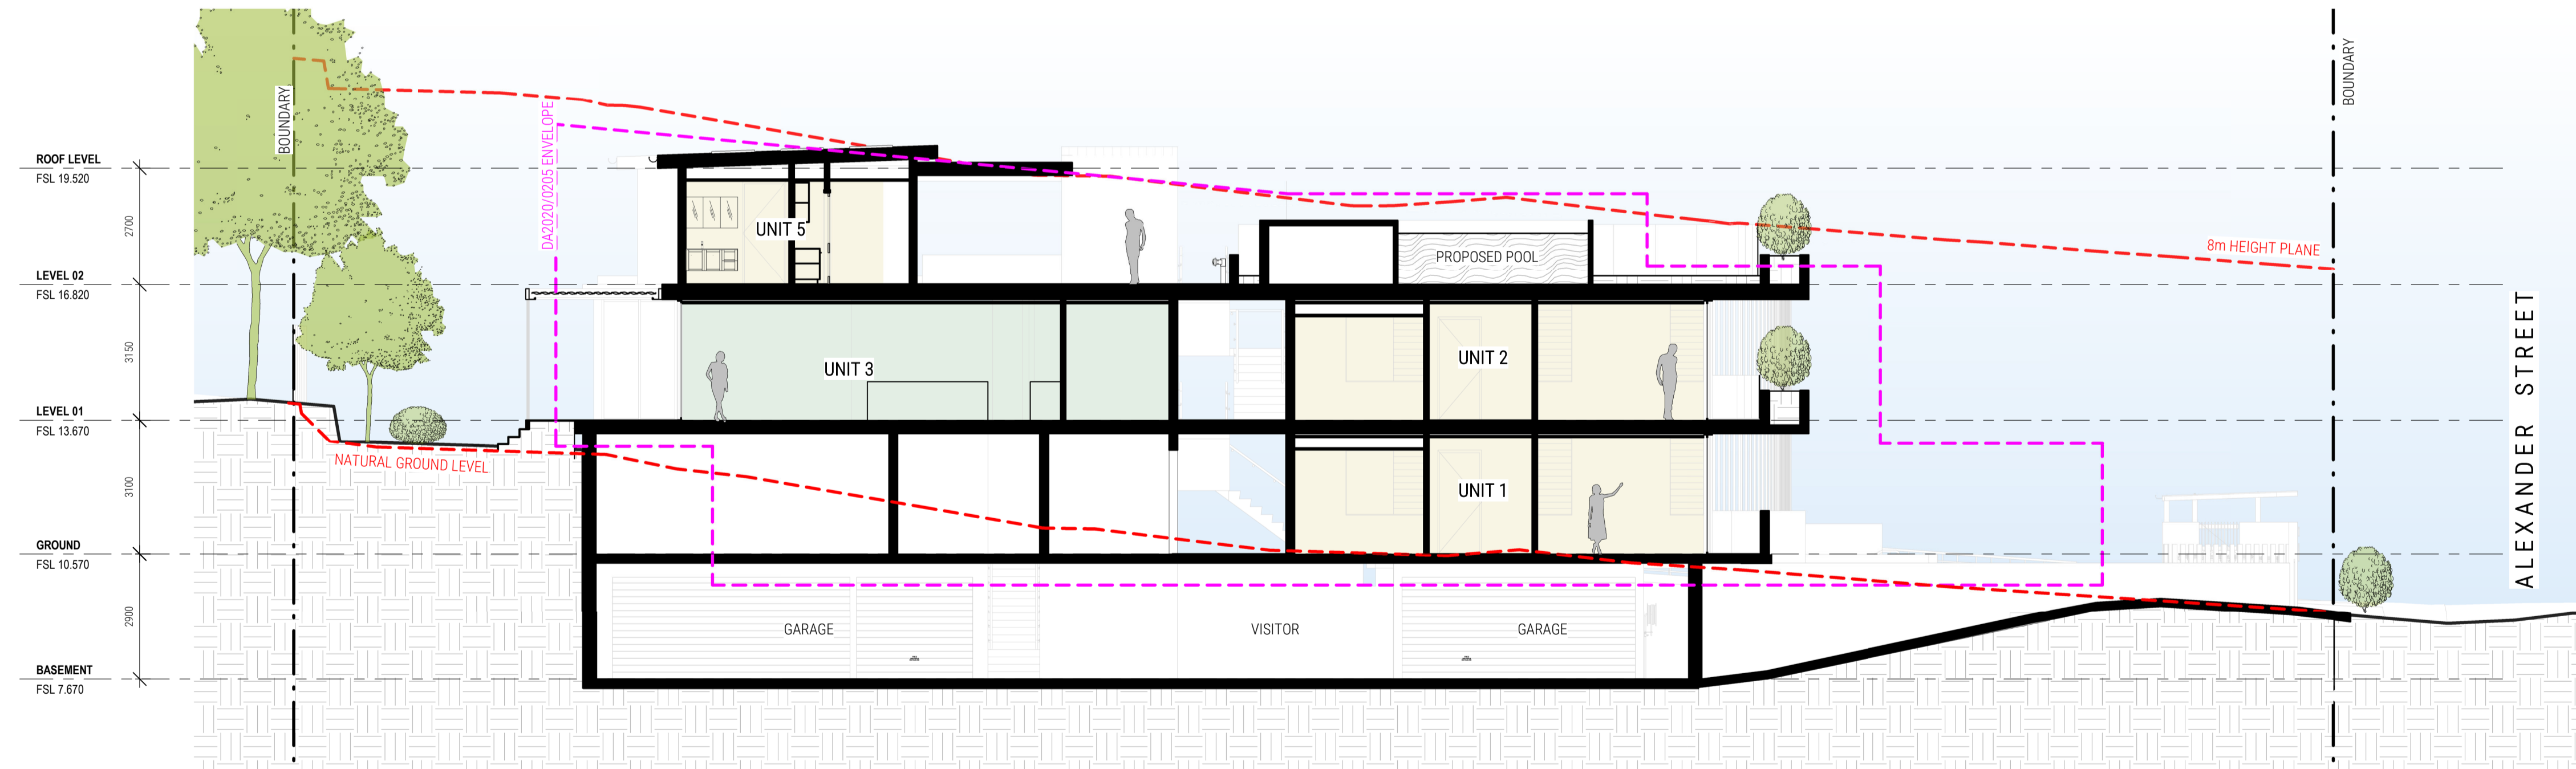 BOUNDARY
BOUNDARY
DA2020/0205 ENVELOPE
ROOF LEVEL
FSL 19.520
2700
UNIT 5
8m HEIGHT PLANE
PROPOSED POOL
LEVEL 02
FSL 16.820
3150
UNIT 3
UNIT 2
ALEXANDER STREET
LEVEL 01
FSL 13.670
NATURAL GROUND LEVEL
3100
UNIT 1
GROUND
FSL 10.570
2900
GARAGE
VISITOR
GARAGE
BASEMENT
FSL 7.670